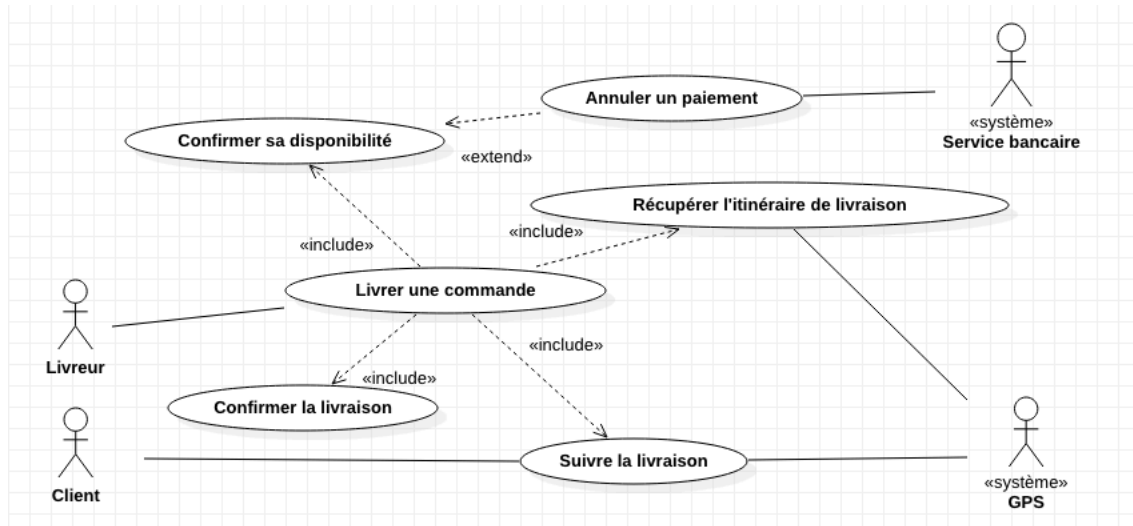 Annuler un paiement
«système»
Service bancaire
Confirmer sa disponibilité
«extend»
Récupérer l'itinéraire de livraison
«include»
«include»
Livrer une commande
Livreur
«include»
«include»
Confirmer la livraison
Suivre la livraison
Client
«système»
GPS